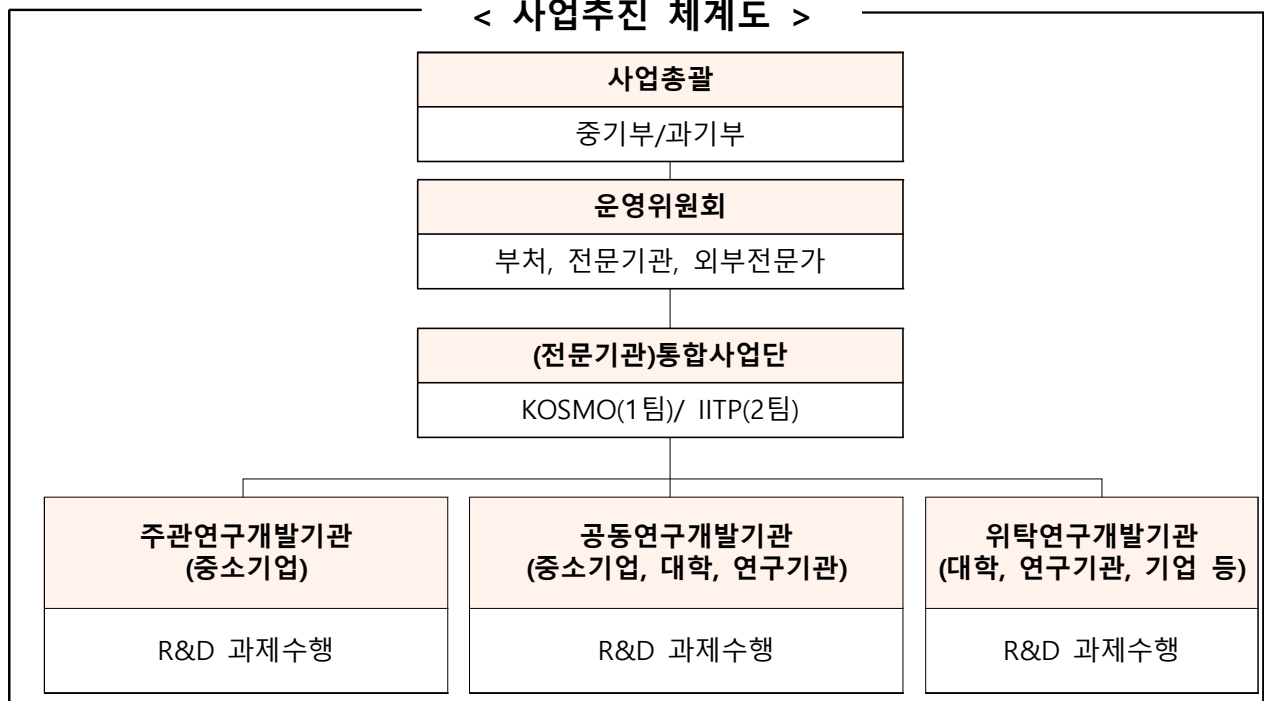 < 사업추진 체계도 >
사업총괄
중기부/과기부
운영위원회
부처, 전문기관, 외부전문가
(전문기관)통합사업단
KOSMO(1팀)/ IITP(2팀)
주관연구개발기관
(중소기업)
R&D 과제수행
공동연구개발기관
(중소기업, 대학, 연구기관)
R&D 과제수행
위탁연구개발기관
(대학, 연구기관, 기업 등)
R&D 과제수행